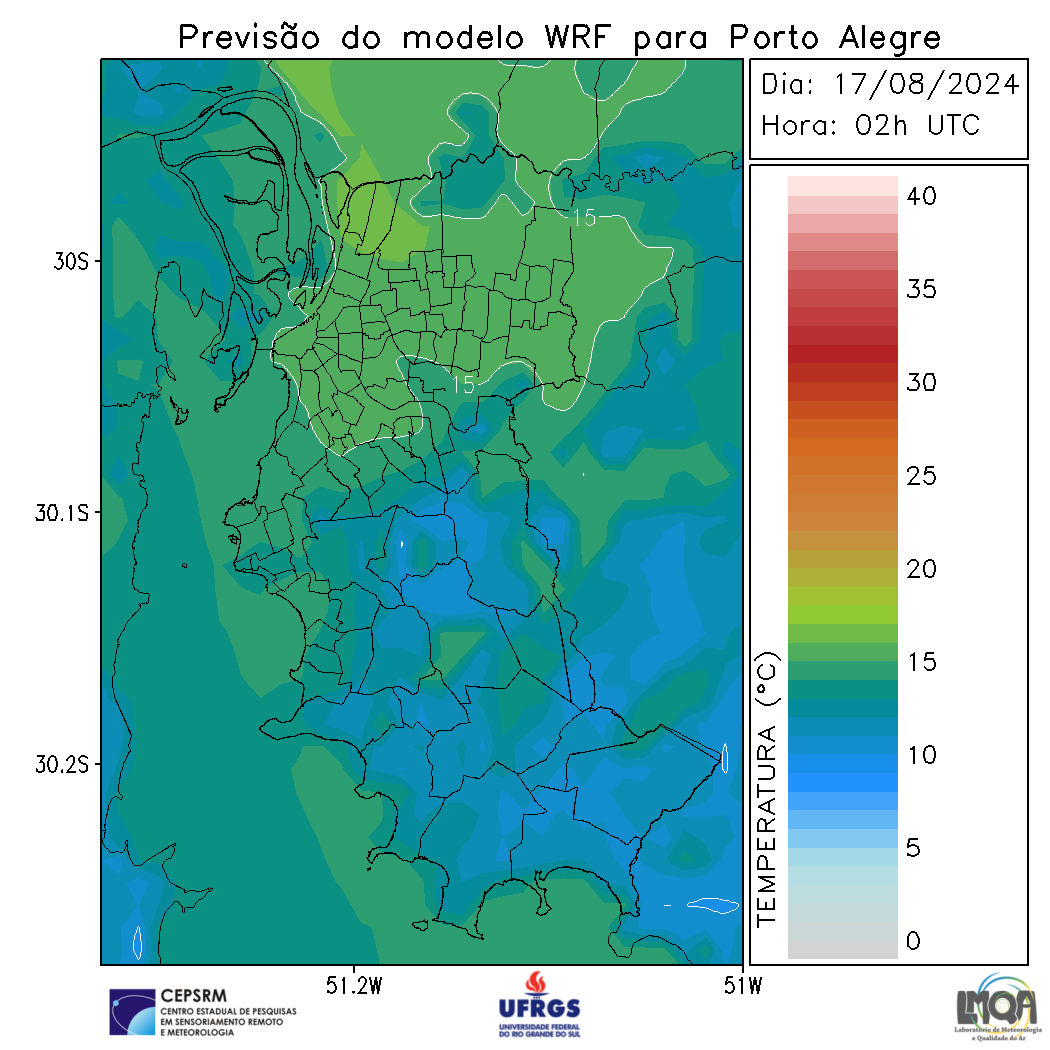 Previsão do modelo WRF para Porto Alegre
Dia: 17/08/2024
Hora: 02h UTC
40
35
30
25
20
15
10
5
0
TEMPERATURA (°C)
15
15
30S
30.1S
30.2S
51.2W
51W
CEPSRM
CENTRO ESTADUAL DE PESQUISAS
EM SENSORIAMENTO REMOTO
E METEOROLOGIA
UFRGS
UNIVERSIDADE FEDERAL
DO RIO GRANDE DO SUL
LMQA
Laboratório de Meteorologia
e Qualidade do Ar